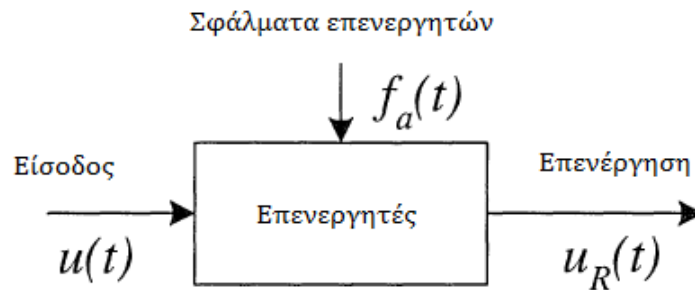 Σφάλματα επενεργητών
f_a(t)
Είσοδος
Επενέργηση
Επενεργητές
u(t)
u_R(t)